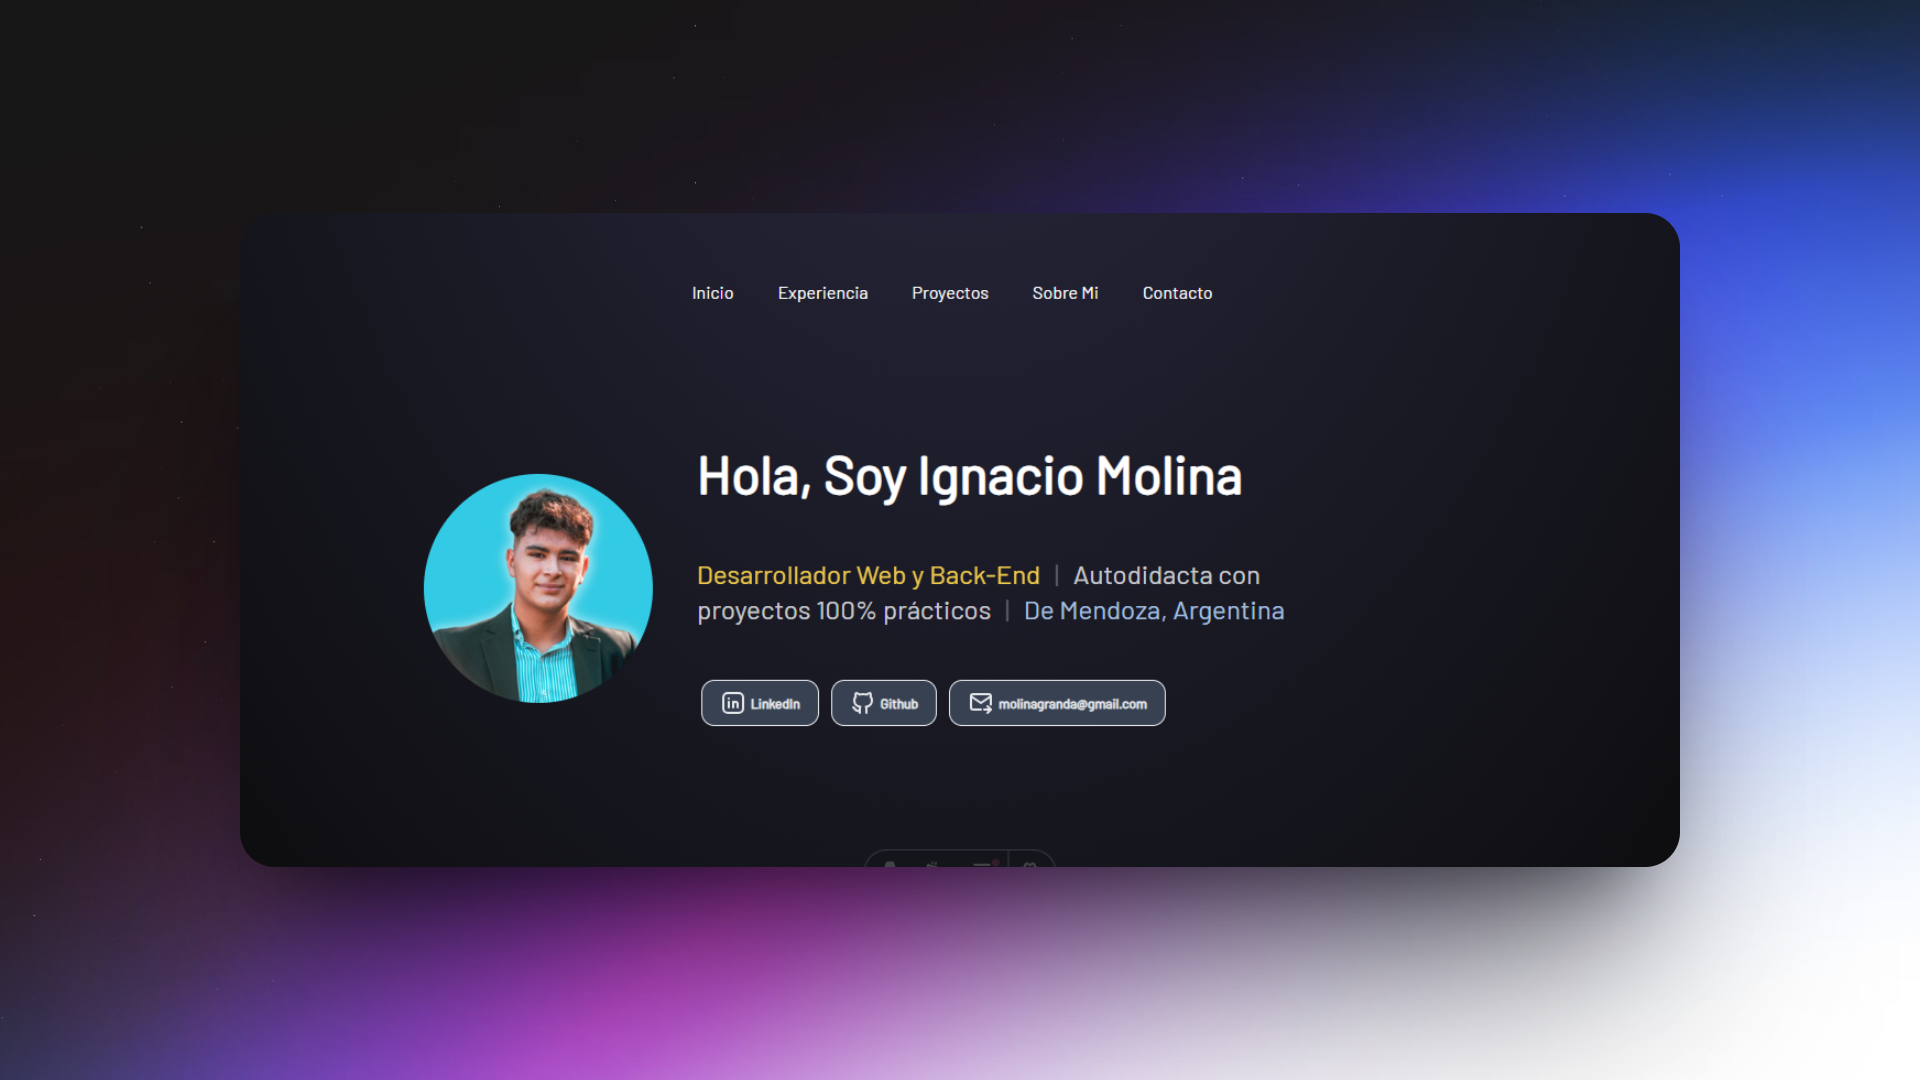 Inicio Experiencia Proyectos Sobre Mi Contacto
Hola, Soy Ignacio Molina
Desarrollador Web y Back-End | Autodidacta con
proyectos 100% prácticos | De Mendoza, Argentina
LinkedIn Github molinagranda@gmail.com